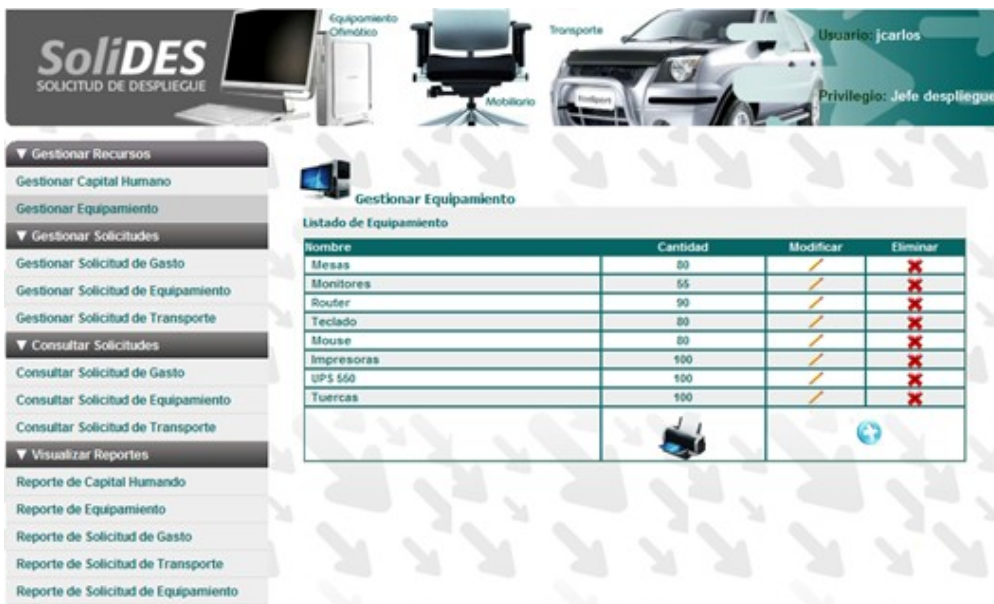 SoliDES
SOLICITUD DE DESPLIEGUE
Equipamiento
Ofimático
Mobiliario
Transporte
Usuario: jcarlos
Privilegio: Jefe despliegue
▼ Gestionar Recursos
Gestionar Capital Humano
Gestionar Equipamiento
▼ Gestionar Solicitudes
Gestionar Solicitud de Gasto
Gestionar Solicitud de Equipamiento
Gestionar Solicitud de Transporte
▼ Consultar Solicitudes
Consultar Solicitud de Gasto
Consultar Solicitud de Equipamiento
Consultar Solicitud de Transporte
▼ Visualizar Reportes
Reporte de Capital Humando
Reporte de Equipamiento
Reporte de Solicitud de Gasto
Reporte de Solicitud de Transporte
Reporte de Solicitud de Equipamiento
Gestionar Equipamiento
Listado de Equipamiento
Nombre Cantidad Modificar Eliminar
Mesas 80
Monitores 55
Router 90
Teclado 80
Mouse 80
Impresoras 100
UPS 550 100
Tuercas 100